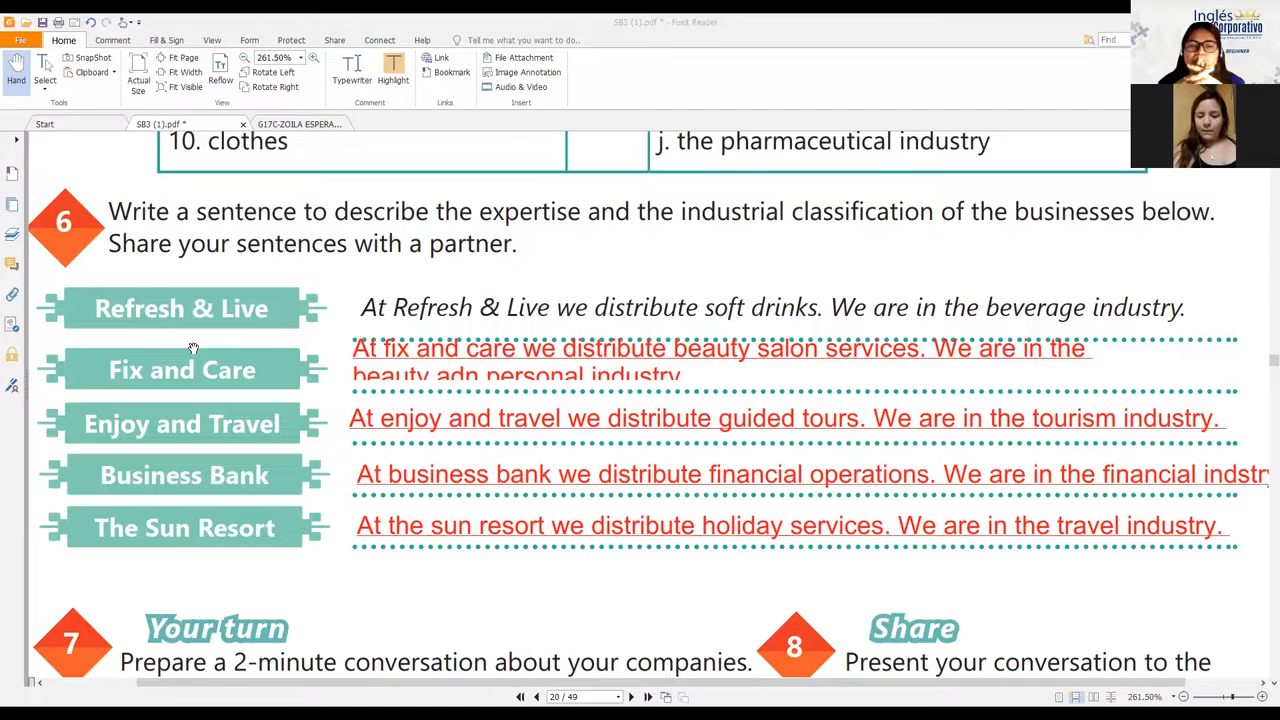 SB3 (1).pdf * - Foxit Reader
File Home Comment Fill & Sign View Form Protect Share Connect Help Tell me what you want to do.. Find
Hand Select SnapShot Clipboard Actual Size Fit Page Fit Width Fit Visible Reflow 261.50% Rotate Left Rotate Right Typewriter Highlight Link Bookmark File Attachment Image Annotation Audio & Video
Tools View Comment Links Insert
Start SB3 (1).pdf * G17C-ZOILA ESPERA...
Inglés
Corporativo
BEGINNER
10. clothes j. the pharmaceutical industry
6 Write a sentence to describe the expertise and the industrial classification of the businesses below.
Share your sentences with a partner.
Refresh & Live At Refresh & Live we distribute soft drinks. We are in the beverage industry.
Fix and Care At fix and care we distribute beauty salon services. We are in the
beauty adn personal industry
Enjoy and Travel At enjoy and travel we distribute guided tours. We are in the tourism industry.
Business Bank At business bank we distribute financial operations. We are in the financial indstry
The Sun Resort At the sun resort we distribute holiday services. We are in the travel industry.
7 Your turn 8 Share
Prepare a 2-minute conversation about your companies. Present your conversation to the
20 / 49 261.50%